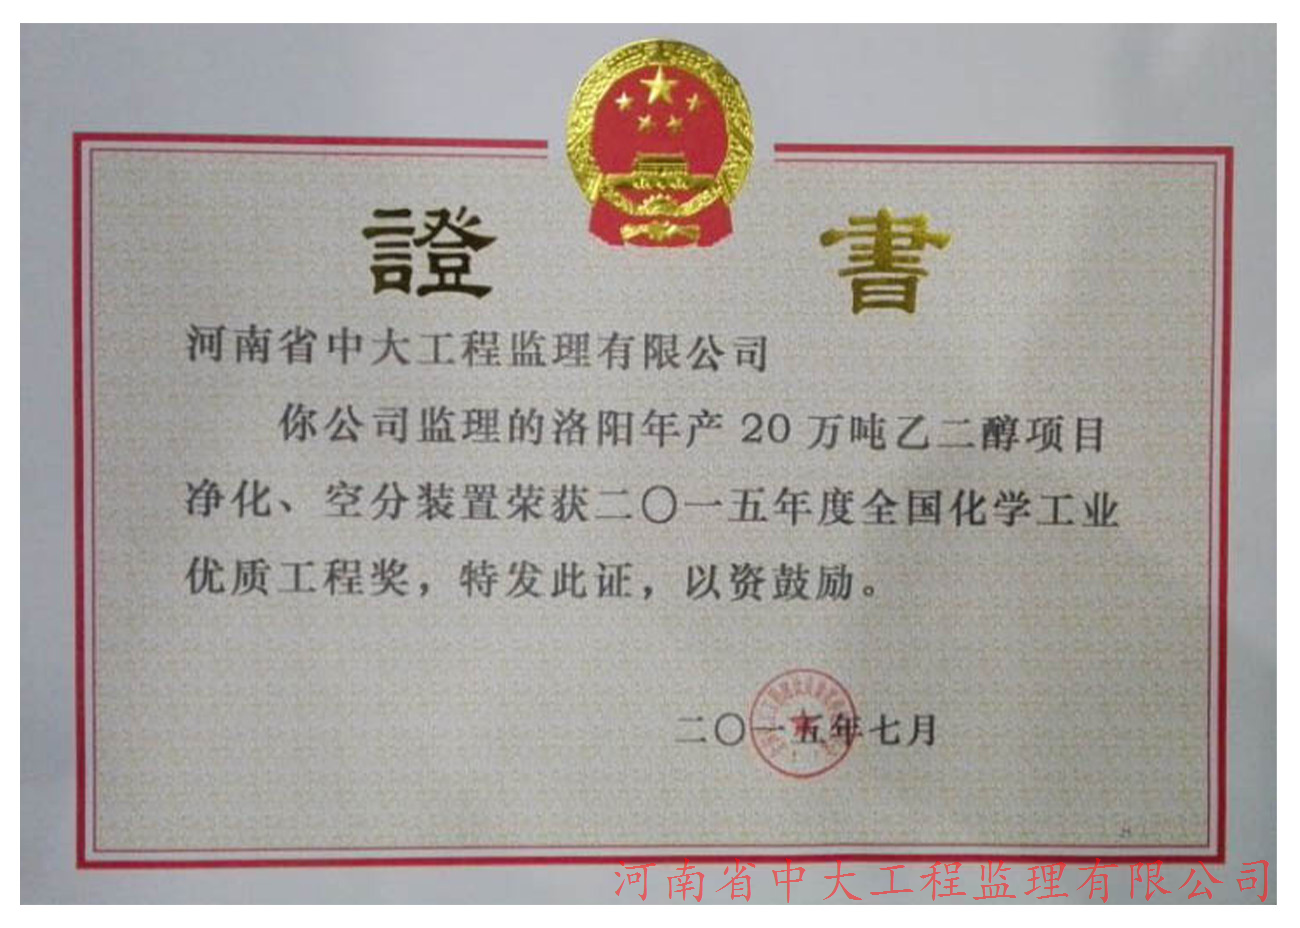 證 書
河南省中大工程监理有限公司
你公司监理的洛阳年产20万吨乙二醇项目
净化、空分装置荣获二〇一五年度全国化学工业
优质工程奖，特发此证，以资鼓励。
二〇一五年七月
河南省中大工程监理有限公司